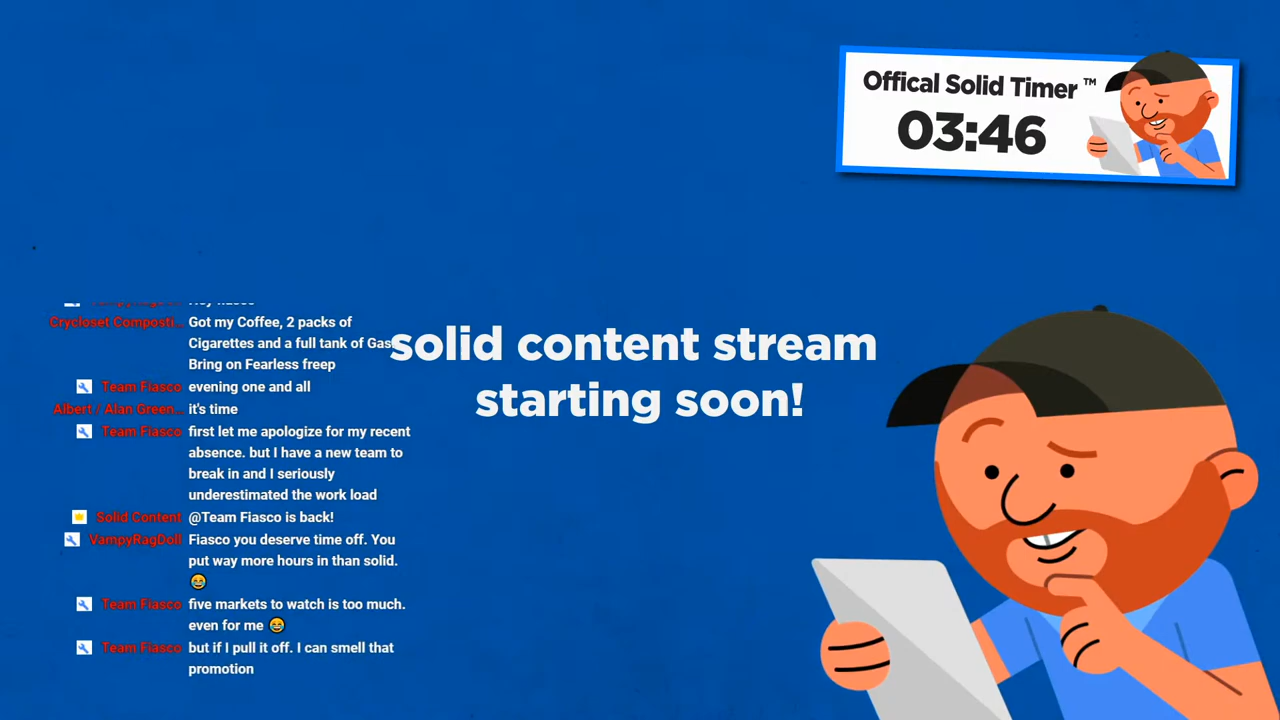 Offical Solid Timer ™
03:46
Crycloset Composti... Got my Coffee, 2 packs of
Cigarettes and a full tank of Gas
Bring on Fearless freep
Team Fiasco evening one and all
Albert / Alan Green... it's time
Team Fiasco first let me apologize for my recent
absence. but I have a new team to
break in and I seriously
underestimated the work load
Solid Content @Team Fiasco is back!
VampyRagDoll Fiasco you deserve time off. You
put way more hours in than solid.
😂
Team Fiasco five markets to watch is too much.
even for me 😂
Team Fiasco but if I pull it off. I can smell that
promotion
solid content stream
starting soon!